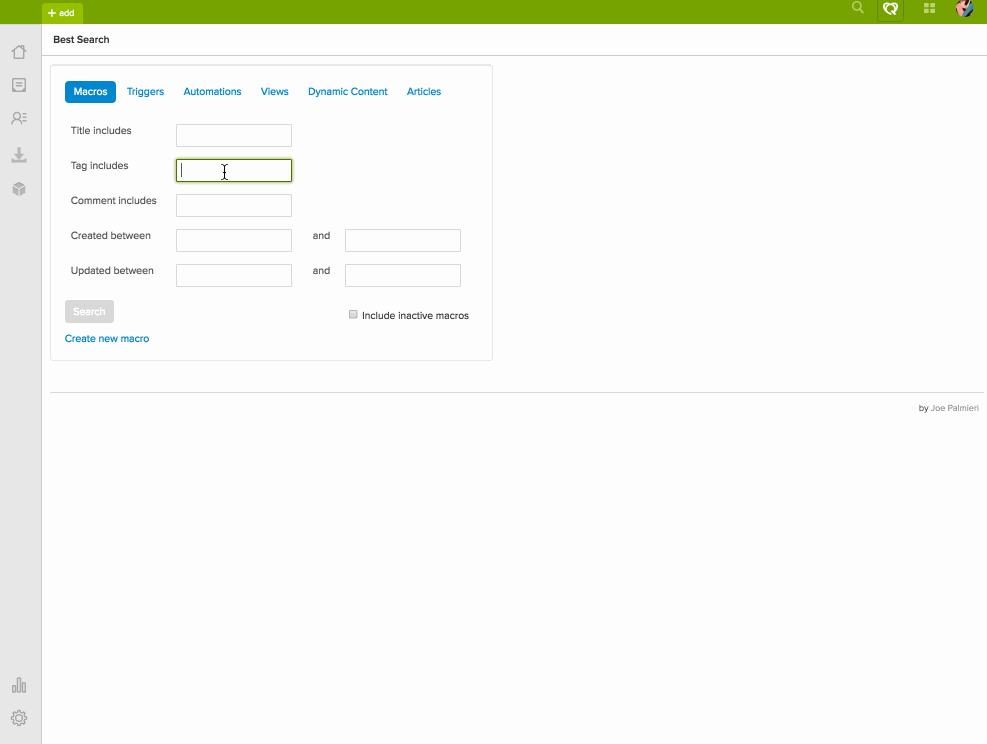 + add
Best Search
Macros Triggers Automations Views Dynamic Content Articles
Title includes
Tag includes
Comment includes
Created between and
Updated between and
Search Include inactive macros
Create new macro
by Joe Palmieri